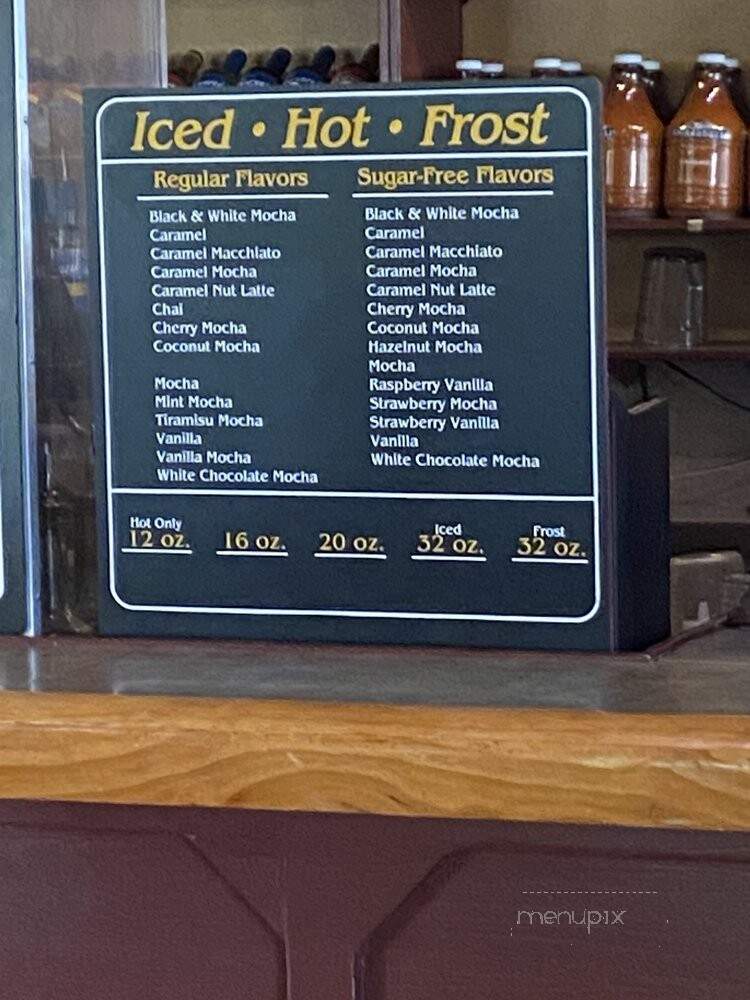 Iced • Hot • Frost
Regular Flavors
Black & White Mocha
Caramel
Caramel Macchiato
Caramel Mocha
Caramel Nut Latte
Chai
Cherry Mocha
Coconut Mocha
Mocha
Mint Mocha
Tiramisu Mocha
Vanilla
Vanilla Mocha
White Chocolate Mocha
Sugar-Free Flavors
Black & White Mocha
Caramel
Caramel Macchiato
Caramel Mocha
Caramel Nut Latte
Cherry Mocha
Coconut Mocha
Hazelnut Mocha
Mocha
Raspberry Vanilla
Strawberry Mocha
Strawberry Vanilla
Vanilla
White Chocolate Mocha
Hot Only
12 oz.
16 oz.
20 oz.
Iced
32 oz.
Frost
32 oz.
menupix